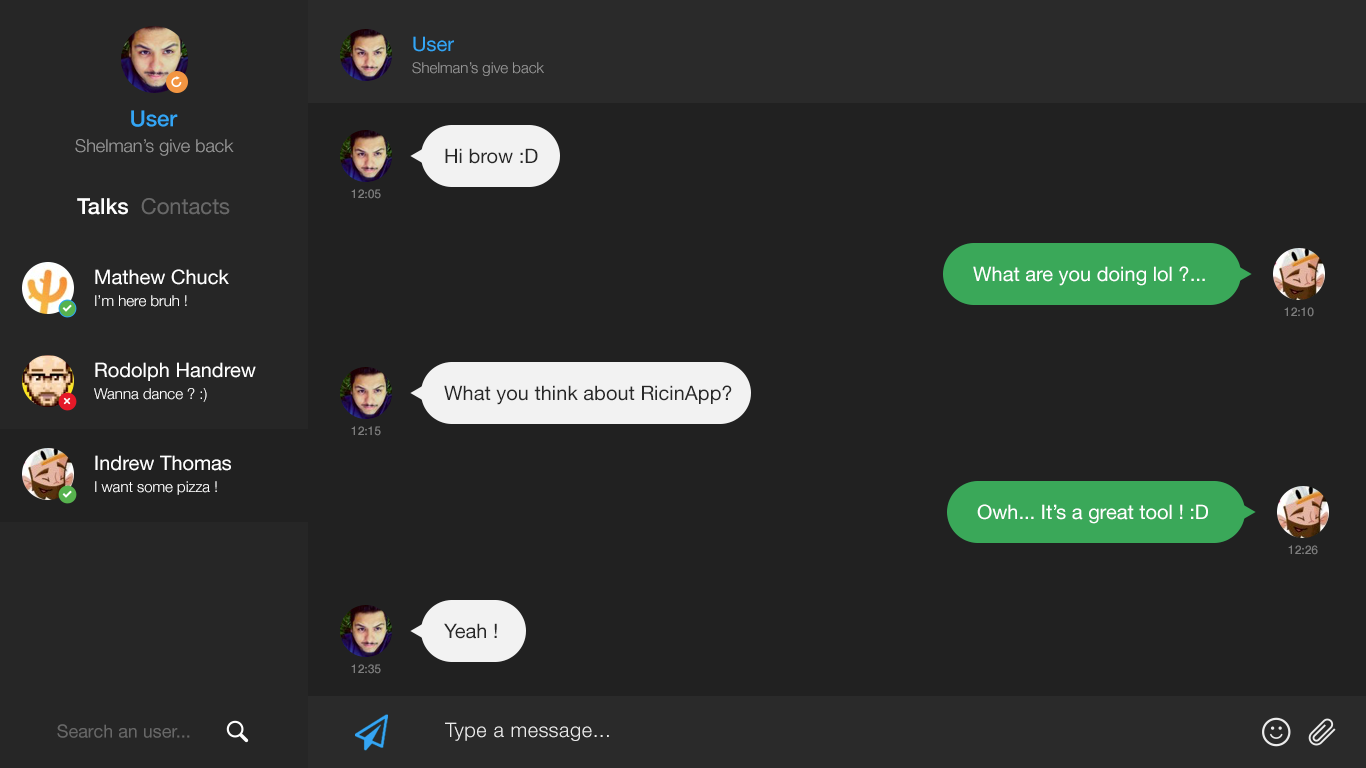 User
Shelman’s give back
Talks Contacts
Mathew Chuck
I’m here bruh !
Rodolph Handrew
Wanna dance ? :)
Indrew Thomas
I want some pizza !
Search an user...
User
Shelman’s give back
Hi brow :D
12:05
What are you doing lol ?...
12:10
What you think about RicinApp?
12:15
Owh... It’s a great tool ! :D
12:26
Yeah !
12:35
Type a message...